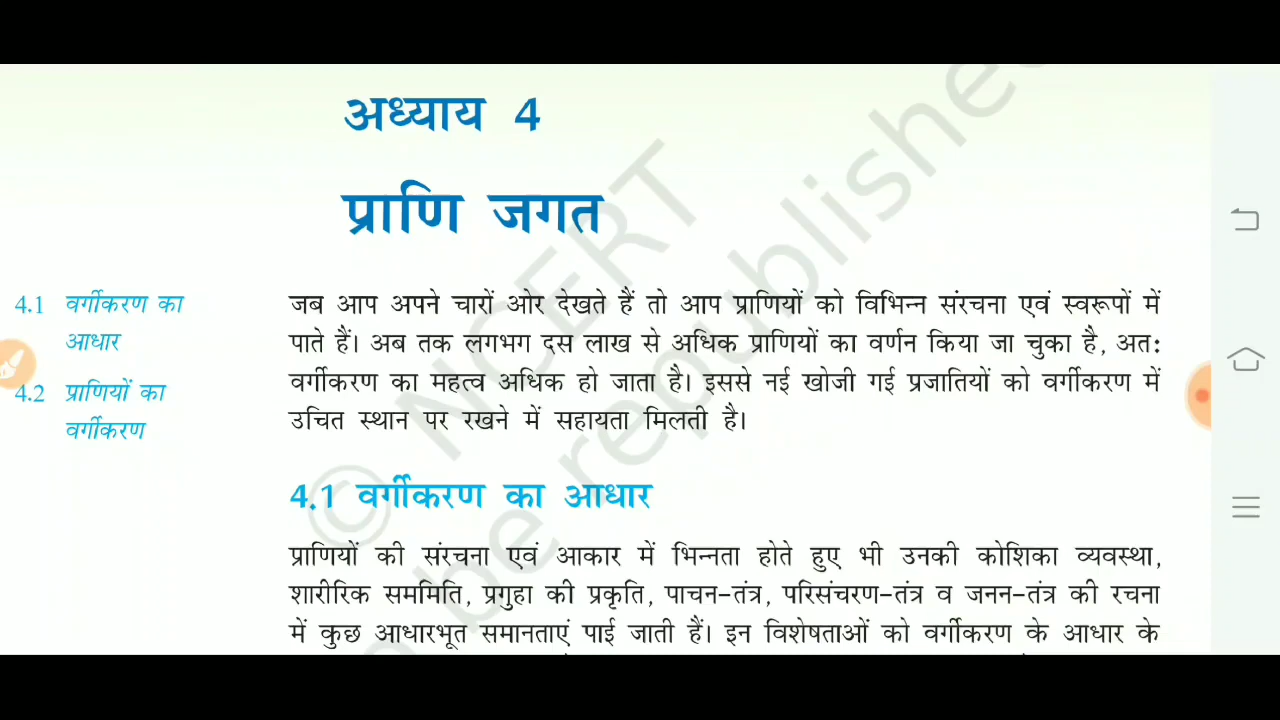 अध्याय 4
प्राणि जगत
4.1 वर्गीकरण का
आधार
4.2 प्राणियों का
वर्गीकरण
जब आप अपने चारों ओर देखते हैं तो आप प्राणियों को विभिन्न संरचना एवं स्वरूपों में
पाते हैं। अब तक लगभग दस लाख से अधिक प्राणियों का वर्णन किया जा चुका है, अतः
वर्गीकरण का महत्व अधिक हो जाता है। इससे नई खोजी गई प्रजातियों को वर्गीकरण में
उचित स्थान पर रखने में सहायता मिलती है।
4.1 वर्गीकरण का आधार
प्राणियों की संरचना एवं आकार में भिन्नता होते हुए भी उनकी कोशिका व्यवस्था,
शारीरिक सममिति, प्रगुहा की प्रकृति, पाचन-तंत्र, परिसंचरण-तंत्र व जनन-तंत्र की रचना
में कुछ आधारभूत समानताएं पाई जाती हैं। इन विशेषताओं को वर्गीकरण के आधार के
© NCERT
be republished